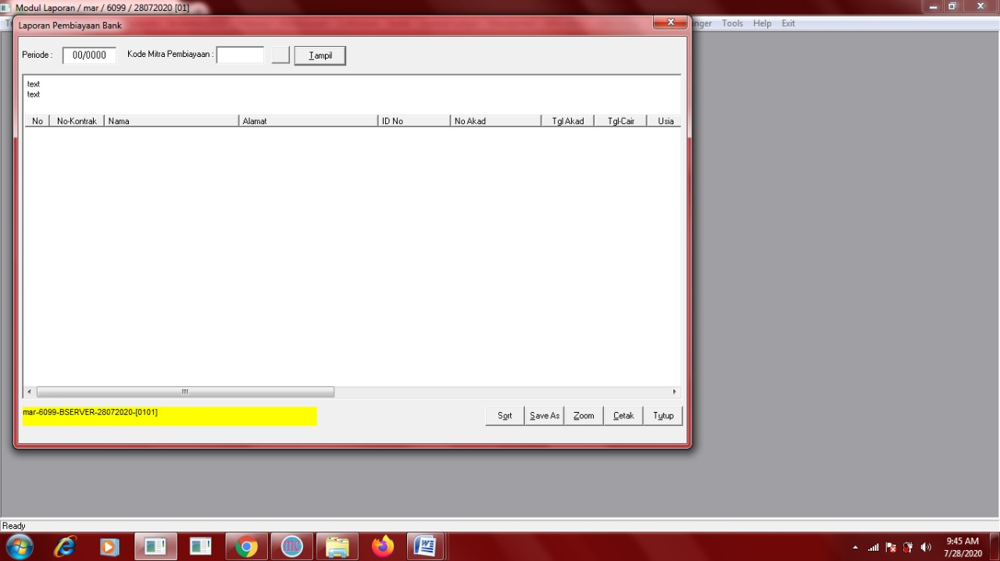 Modul Laporan / mar / 6099 / 28072020 [01]
Laporan Pembiayaan Bank
Tools Help Exit
Periode : 00/0000 Kode Mitra Pembiayaan : Tampil
text
text
No No-Kontrak Nama Alamat ID No No Akad Tgl Akad Tgl-Cair Usia
mar-6099-BSERVER-28072020-[0101]
Sort Save As Zoom Cetak Tutup
Ready
9:45 AM
7/28/2020